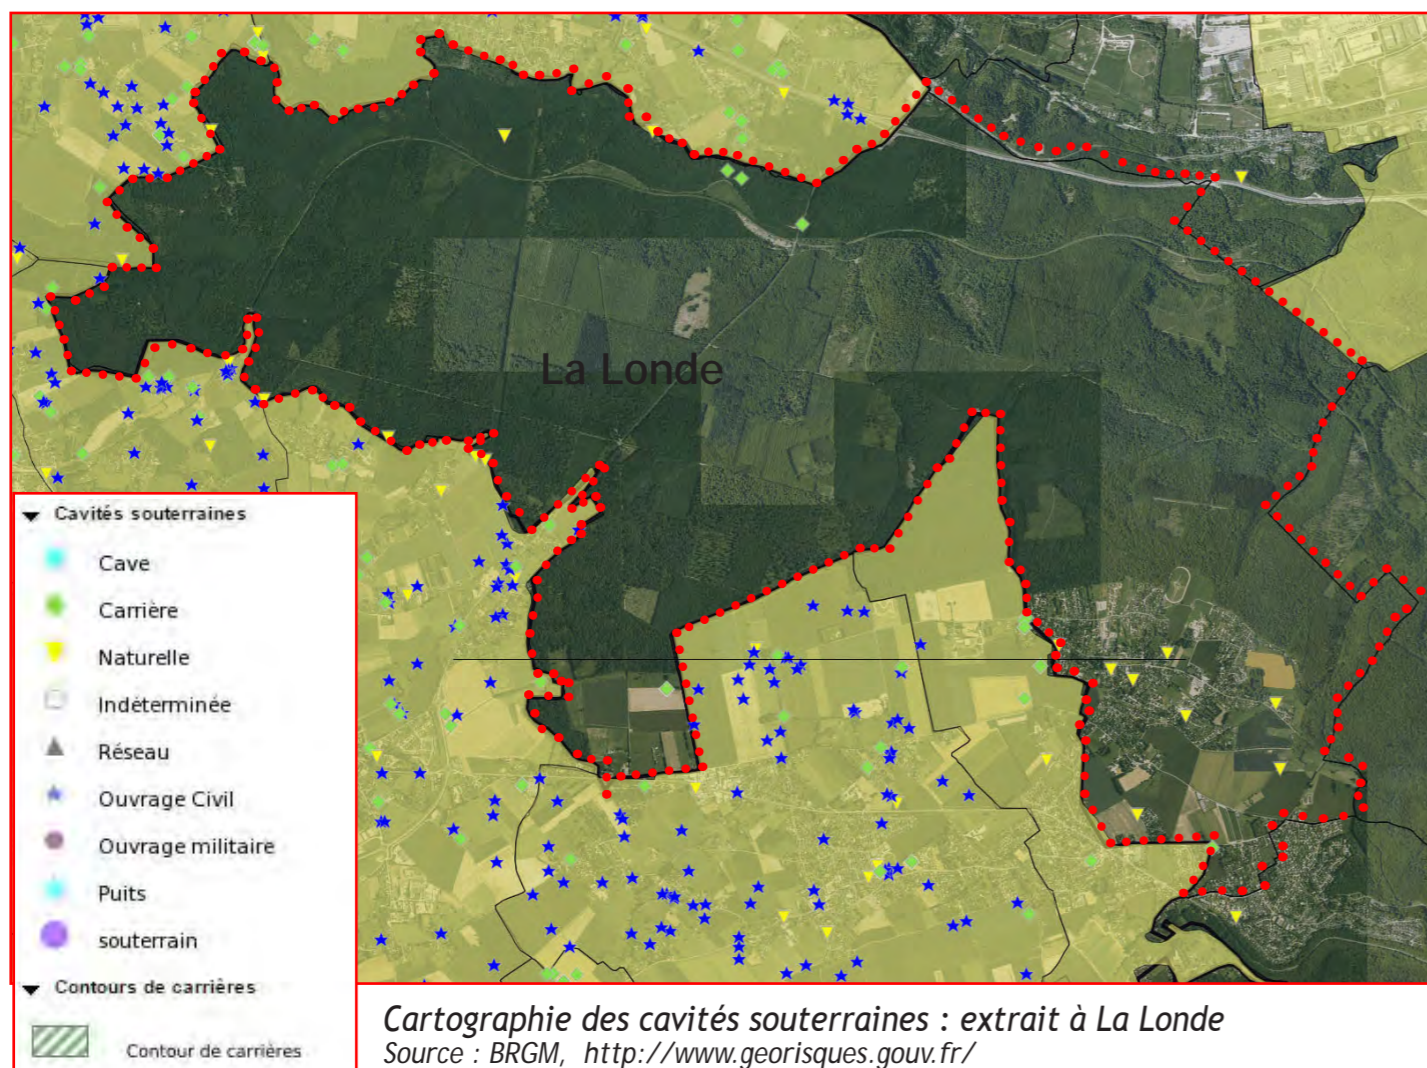 La Londe
Cavités souterraines
Cave
Carrière
Naturelle
Indéterminée
Réseau
Ouvrage Civil
Ouvrage militaire
Puits
souterrain
Contours de carrières
Contour de carrières
Cartographie des cavités souterraines : extrait à La Londe
Source : BRGM, http://www.georisques.gouv.fr/